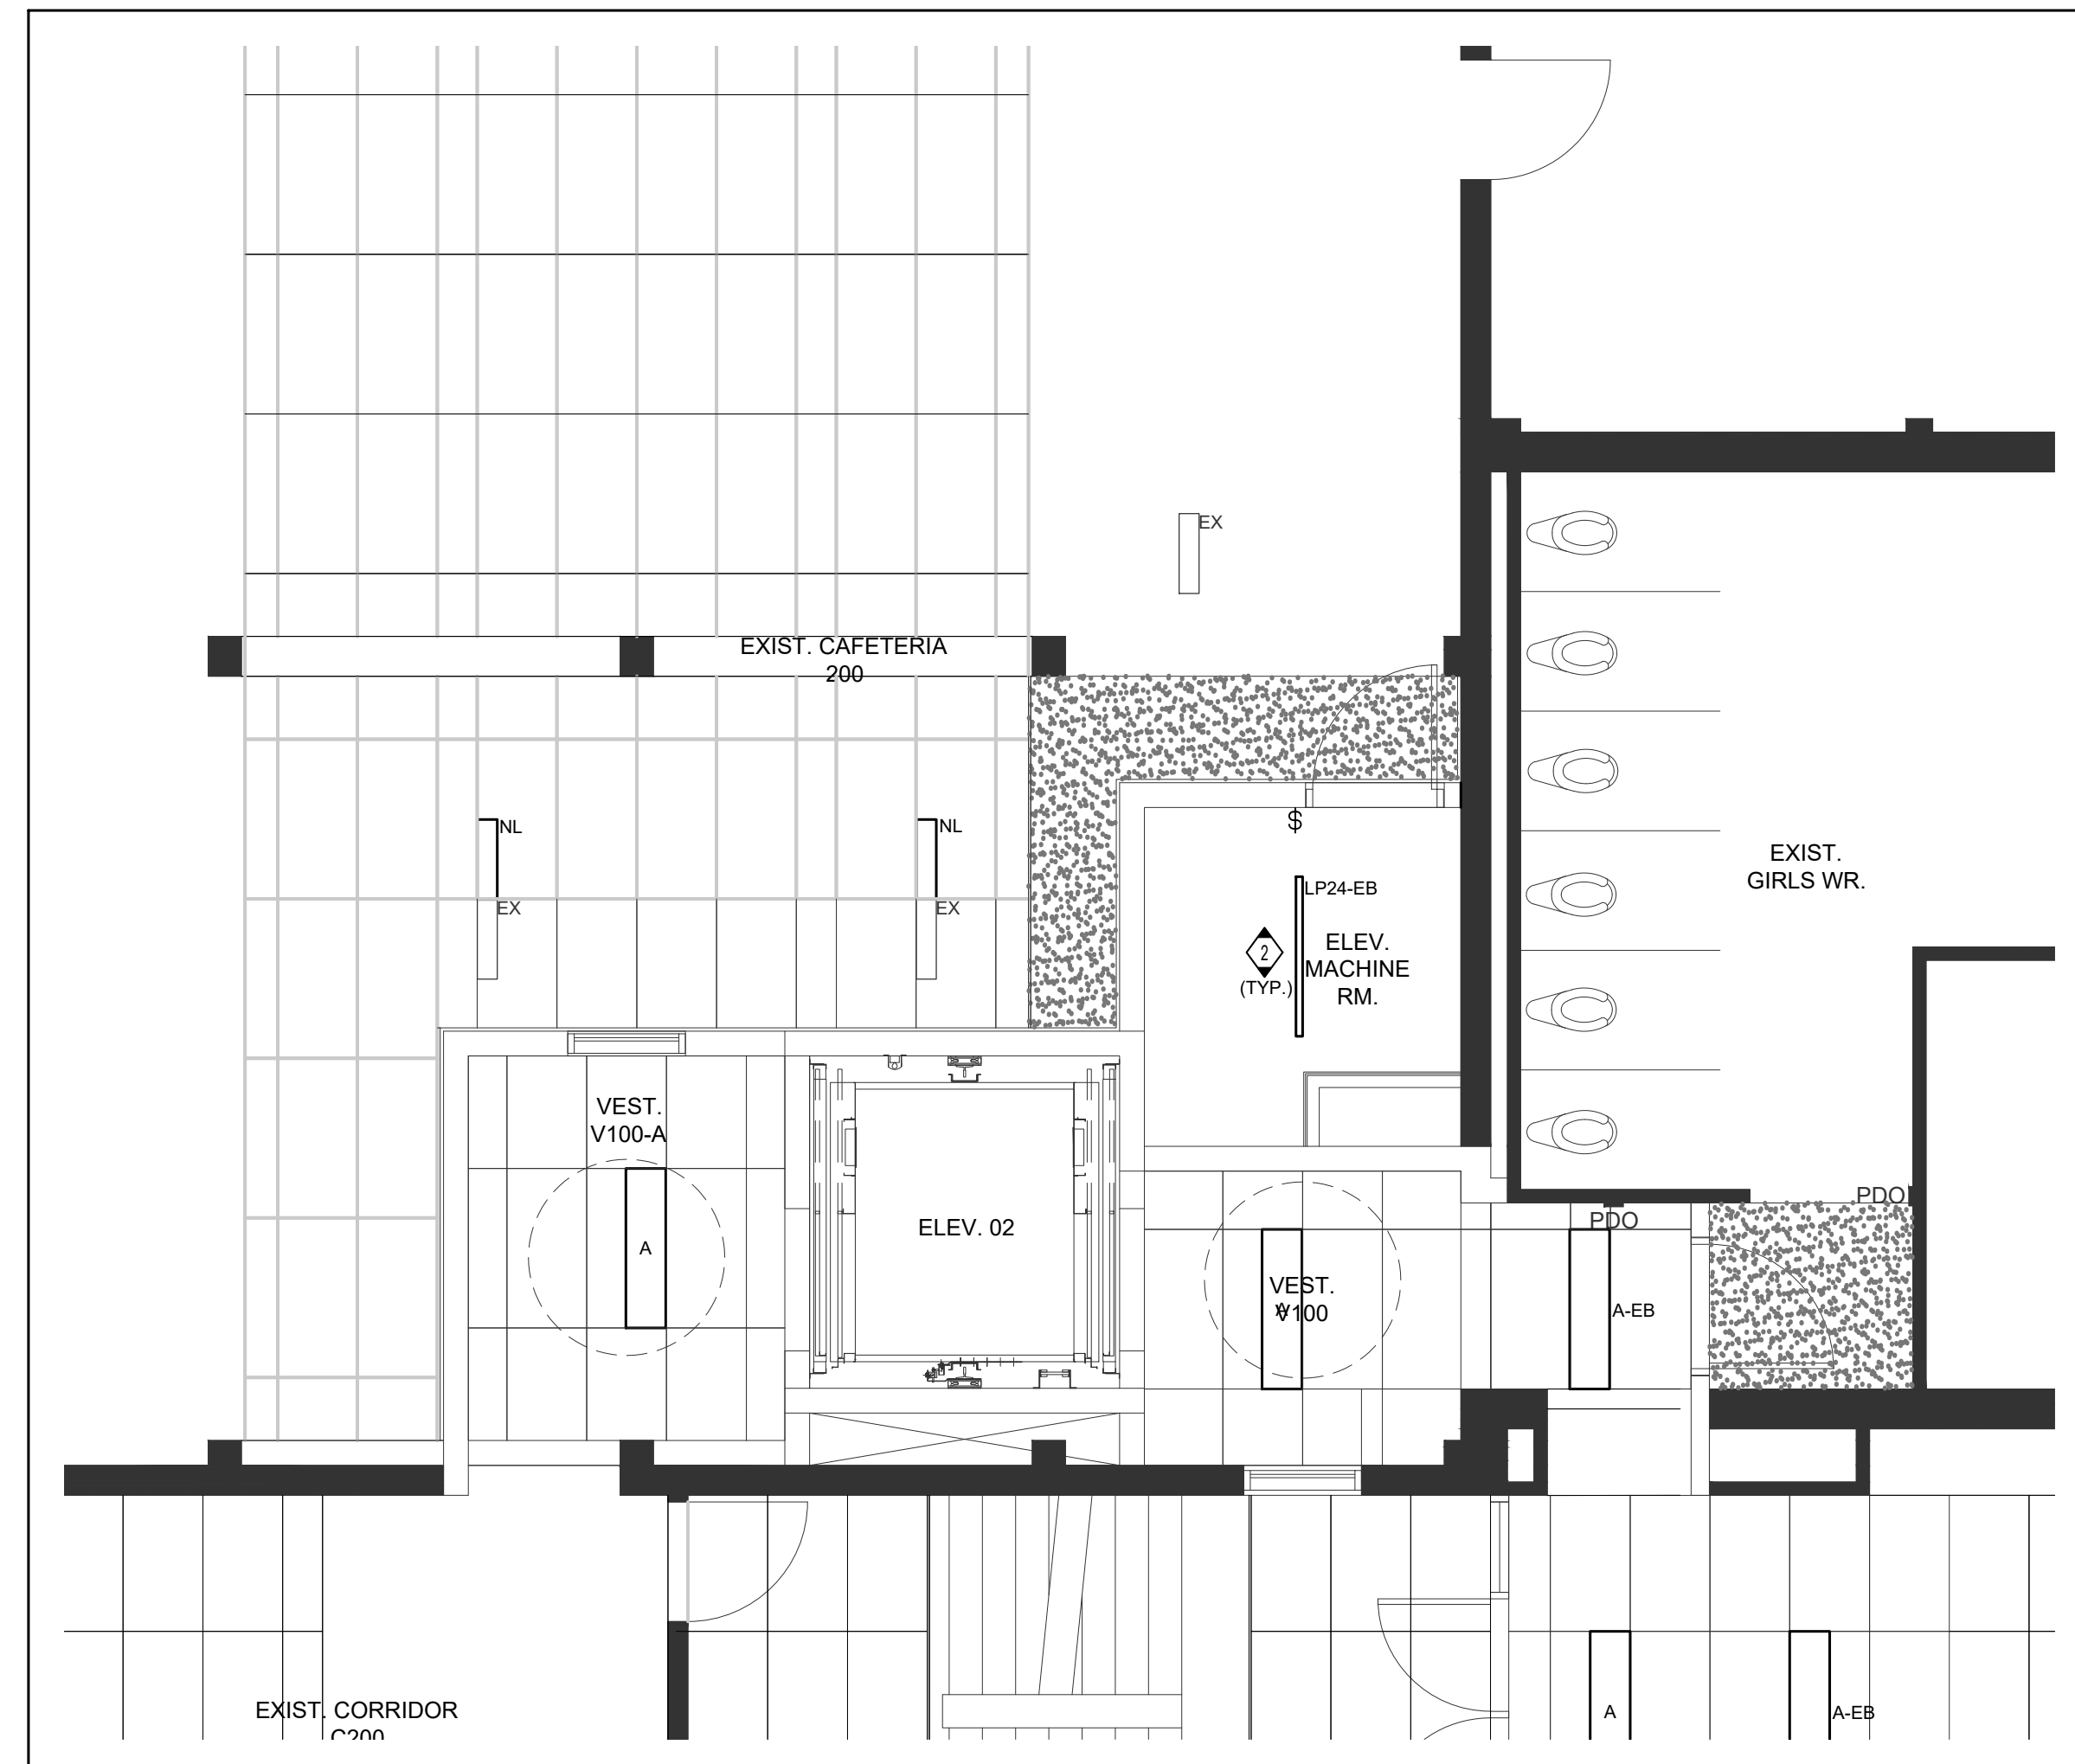 EX
EXIST. CAFETERIA
200
NL
NL
EX
EX
$
LP24-EB
2
(TYP.)
ELEV.
MACHINE
RM.
EXIST.
GIRLS WR.
VEST.
V100-A
A
ELEV. 02
VEST.
V100
A
PDO
PDO
A-EB
EXIST. CORRIDOR
C200
A
A-EB